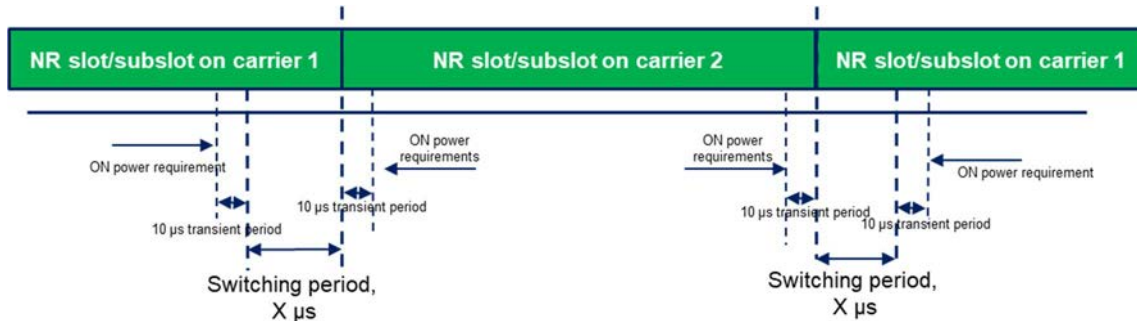 NR slot/subslot on carrier 1
NR slot/subslot on carrier 2
NR slot/subslot on carrier 1
ON power requirement
ON power
requirements
ON power
requirements
ON power requirement
10 µs transient period
10 µs transient period
10 µs transient period
10 µs transient period
Switching period,
X µs
Switching period,
X µs